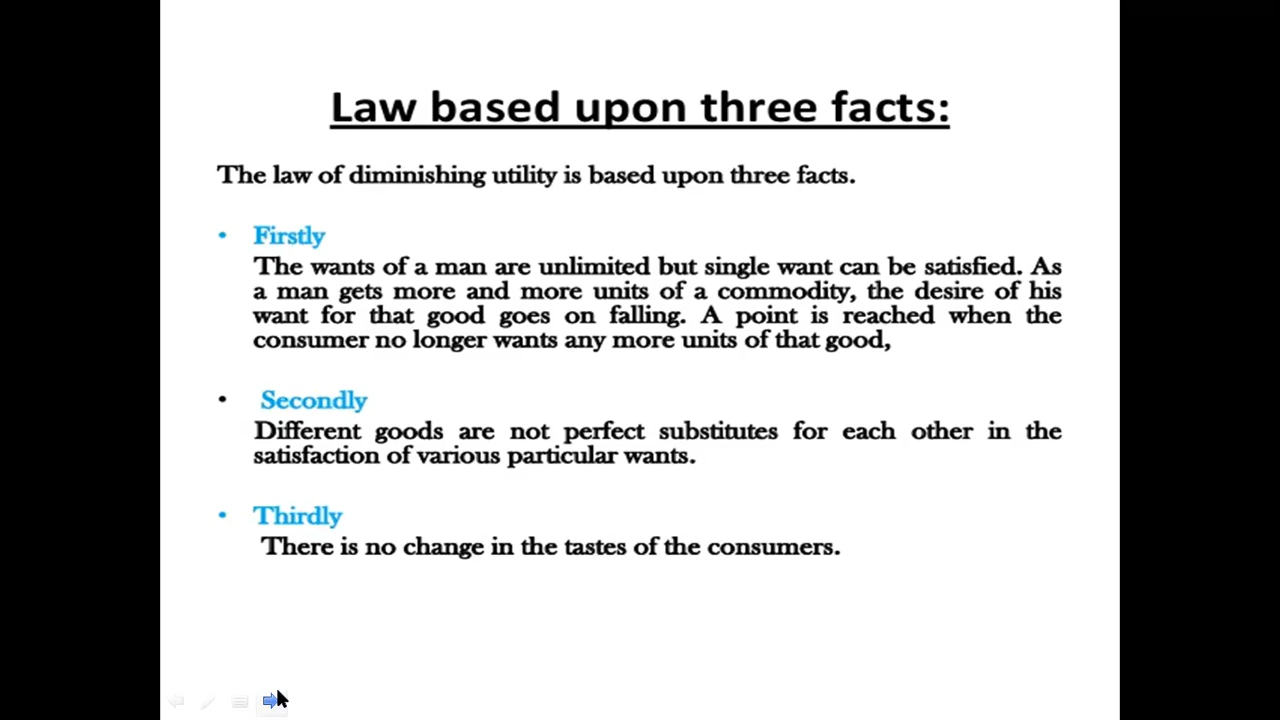 Law based upon three facts:
The law of diminishing utility is based upon three facts.
• Firstly
The wants of a man are unlimited but single want can be satisfied. As
a man gets more and more units of a commodity, the desire of his
want for that good goes on falling. A point is reached when the
consumer no longer wants any more units of that good,
• Secondly
Different goods are not perfect substitutes for each other in the
satisfaction of various particular wants.
• Thirdly
There is no change in the tastes of the consumers.